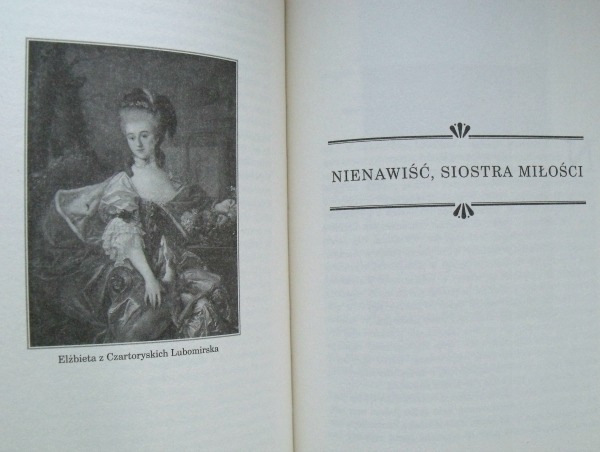 Elżbieta z Czartoryskich Lubomirska
NIENAWIŚĆ, SIOSTRA MIŁOŚCI